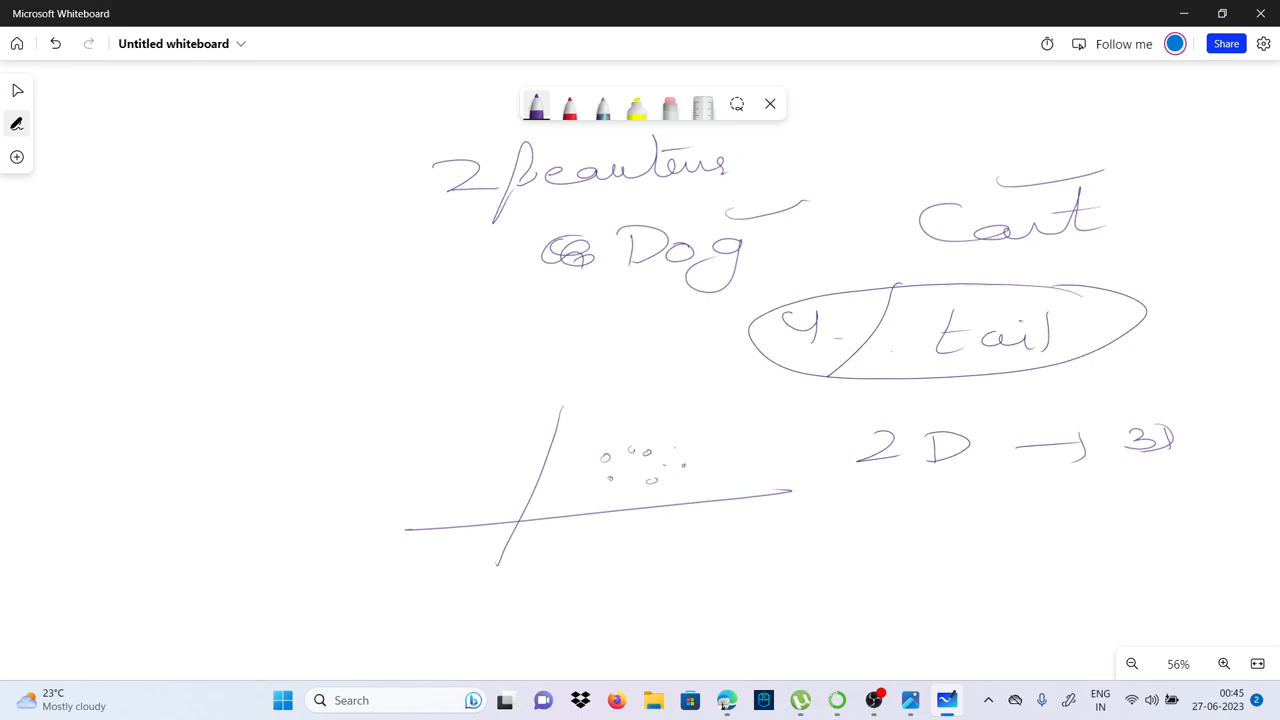 Microsoft Whiteboard
Untitled whiteboard
Follow me
Share
2
Dog
Cat
4
tail
2D → 3D
56%
23°C
Mostly cloudy
Search
ENG
IN
00:45
27-06-2023
2